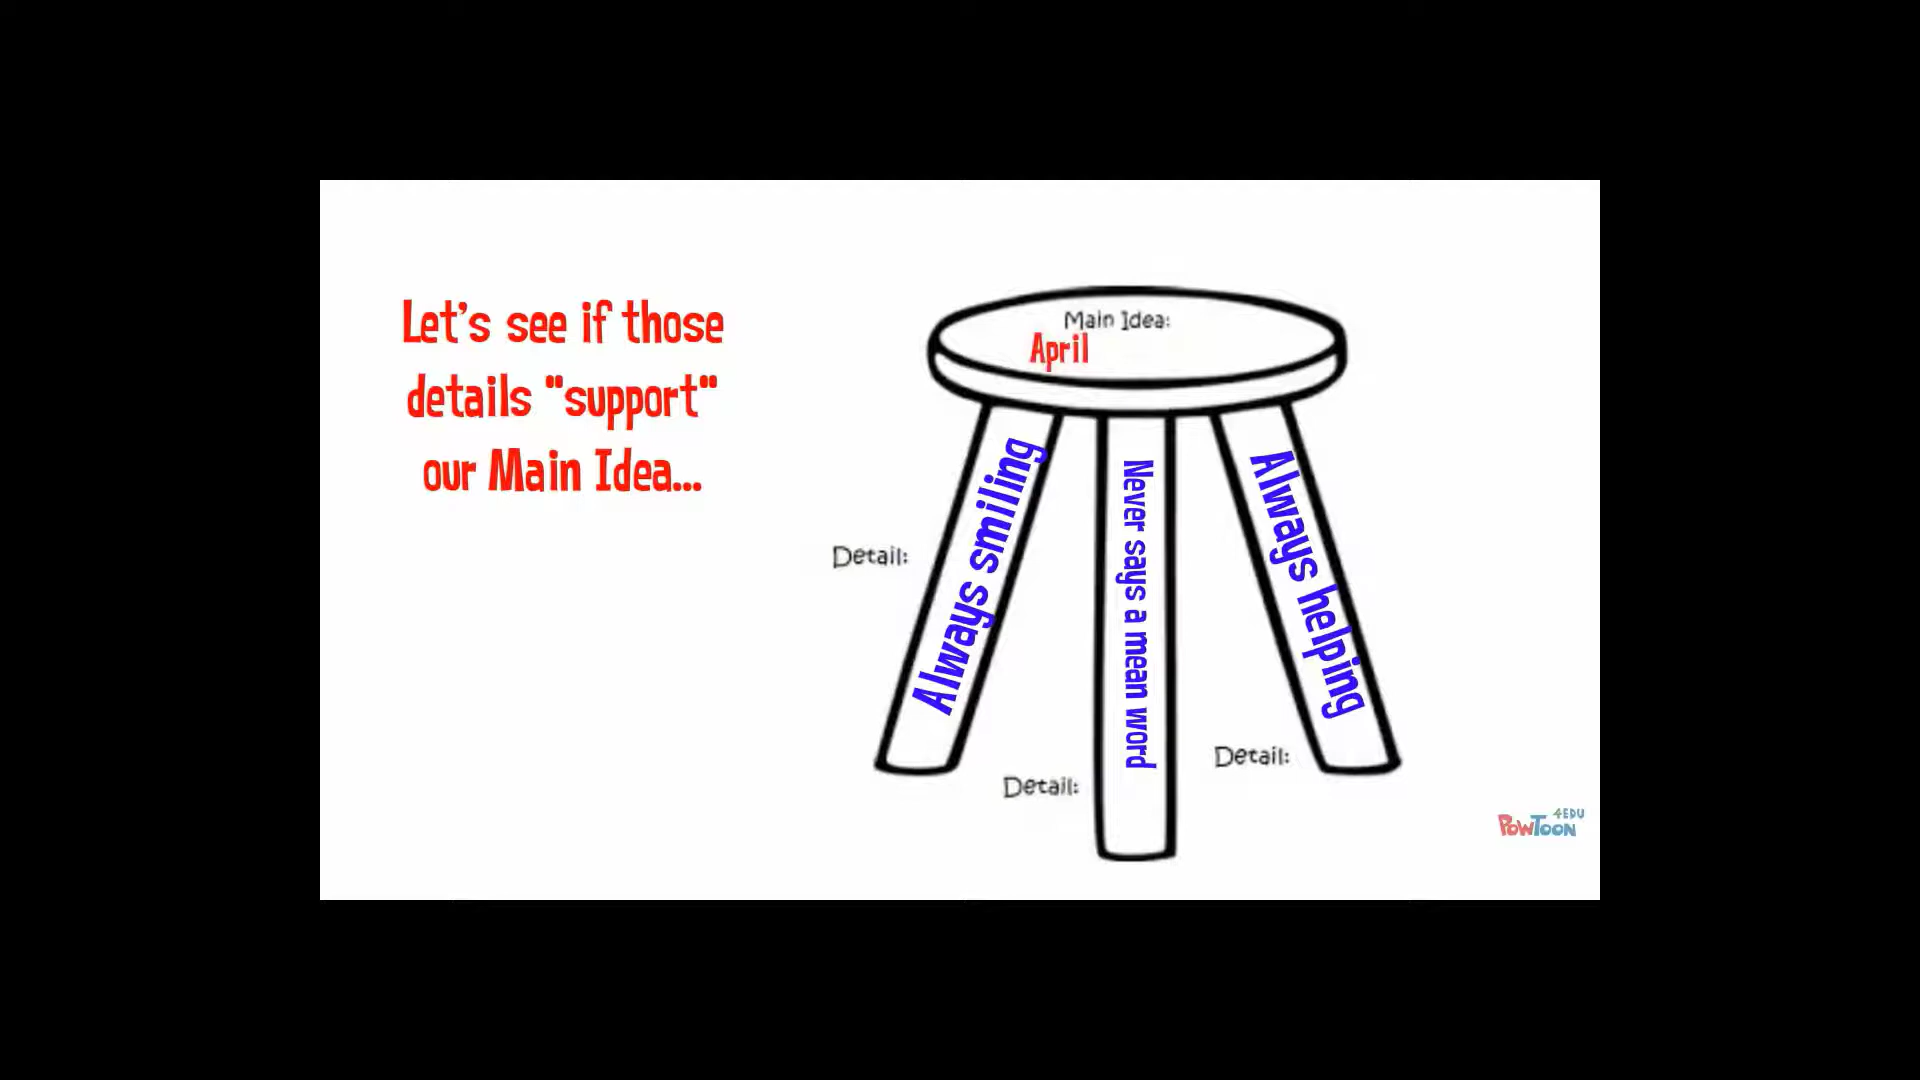 Let's see if those
details "support"
our Main Idea...
Main Idea:
April
Detail:
Always smiling
Detail:
Never says a mean word
Detail:
Always helping
POWTOON
4EDU